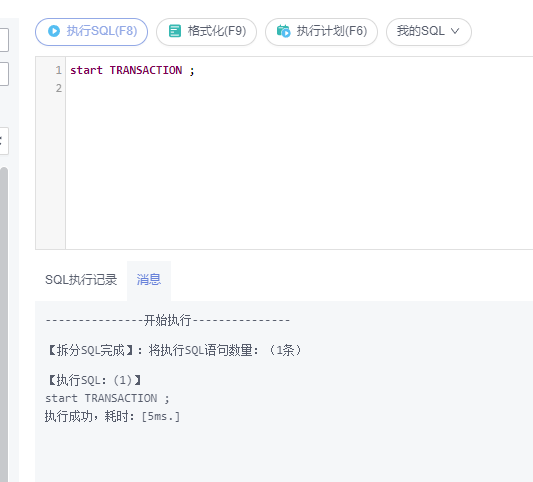 执行SQL(F8) 格式化(F9) 执行计划(F6) 我的SQL
1 start TRANSACTION ;
2
SQL执行记录 消息
---------------开始执行---------------
【拆分SQL完成】：将执行SQL语句数量：（1条）
【执行SQL：(1)】
start TRANSACTION ;
执行成功，耗时：[5ms.]